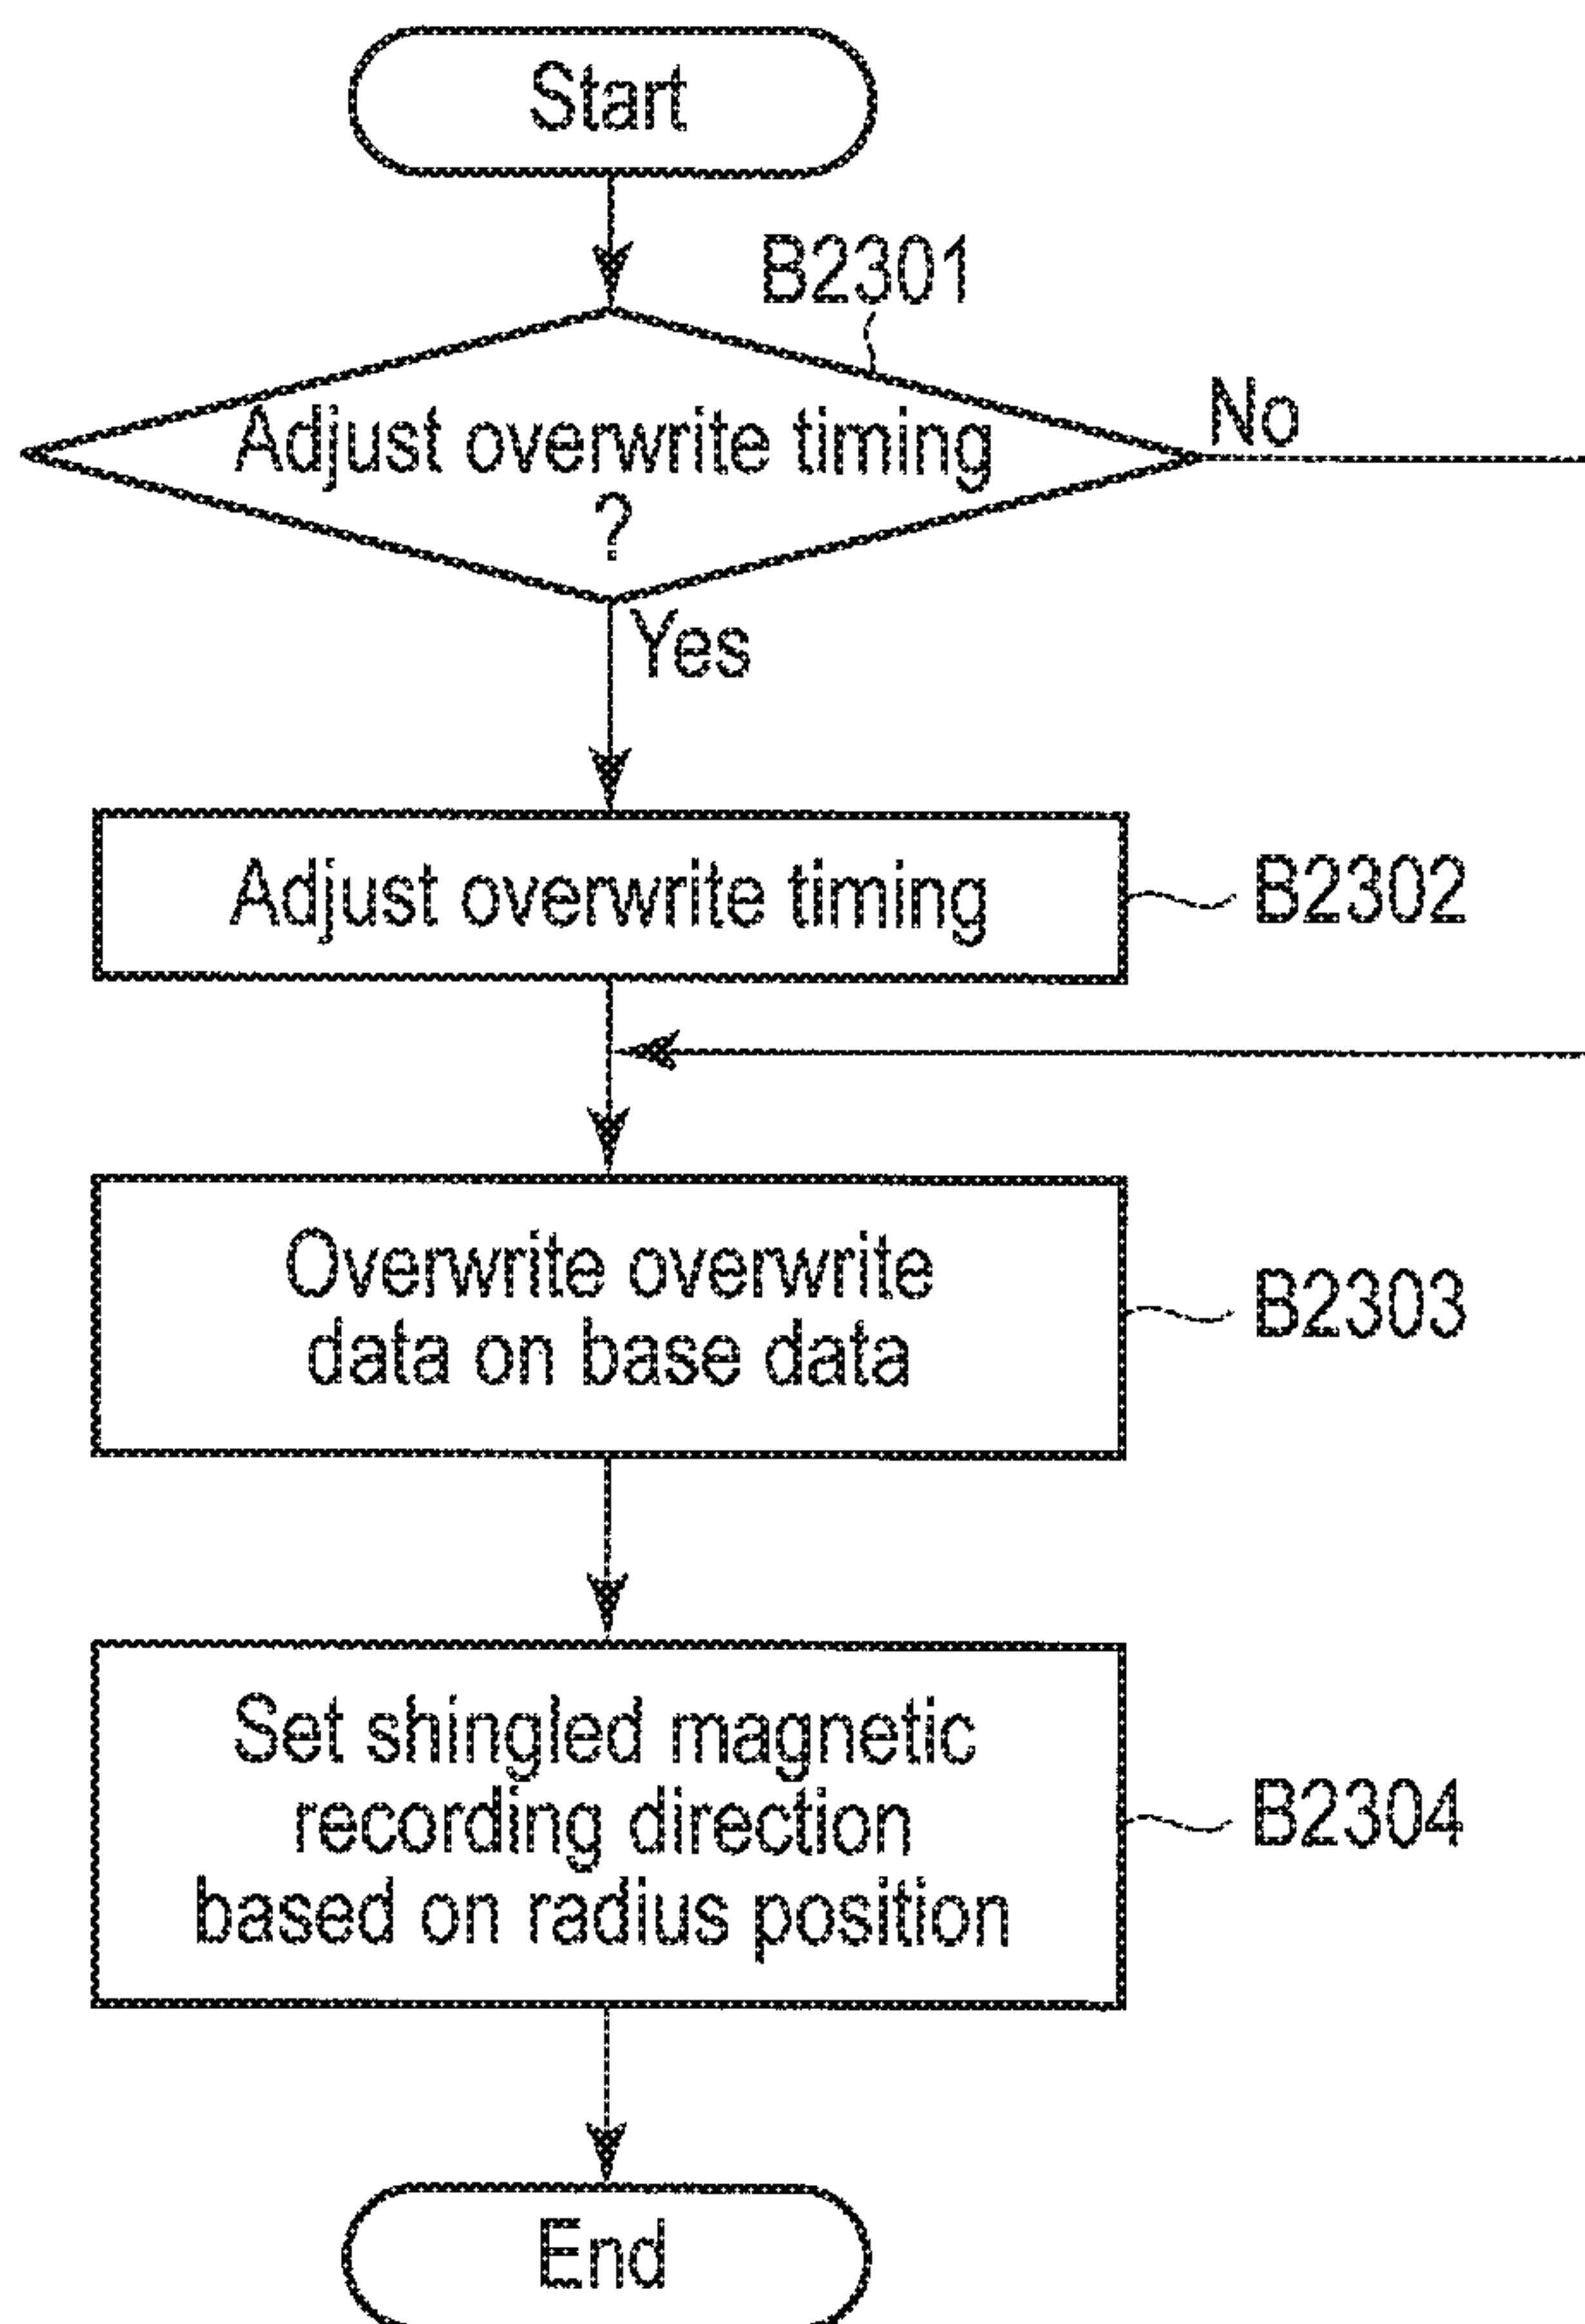 Start
B2301
Adjust overwrite timing
?
No
Yes
Adjust overwrite timing
B2302
Overwrite overwrite
data on base data
B2303
Set shingled magnetic
recording direction
based on radius position
B2304
End